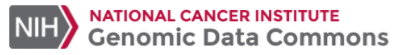 NIH
NATIONAL CANCER INSTITUTE
Genomic Data Commons